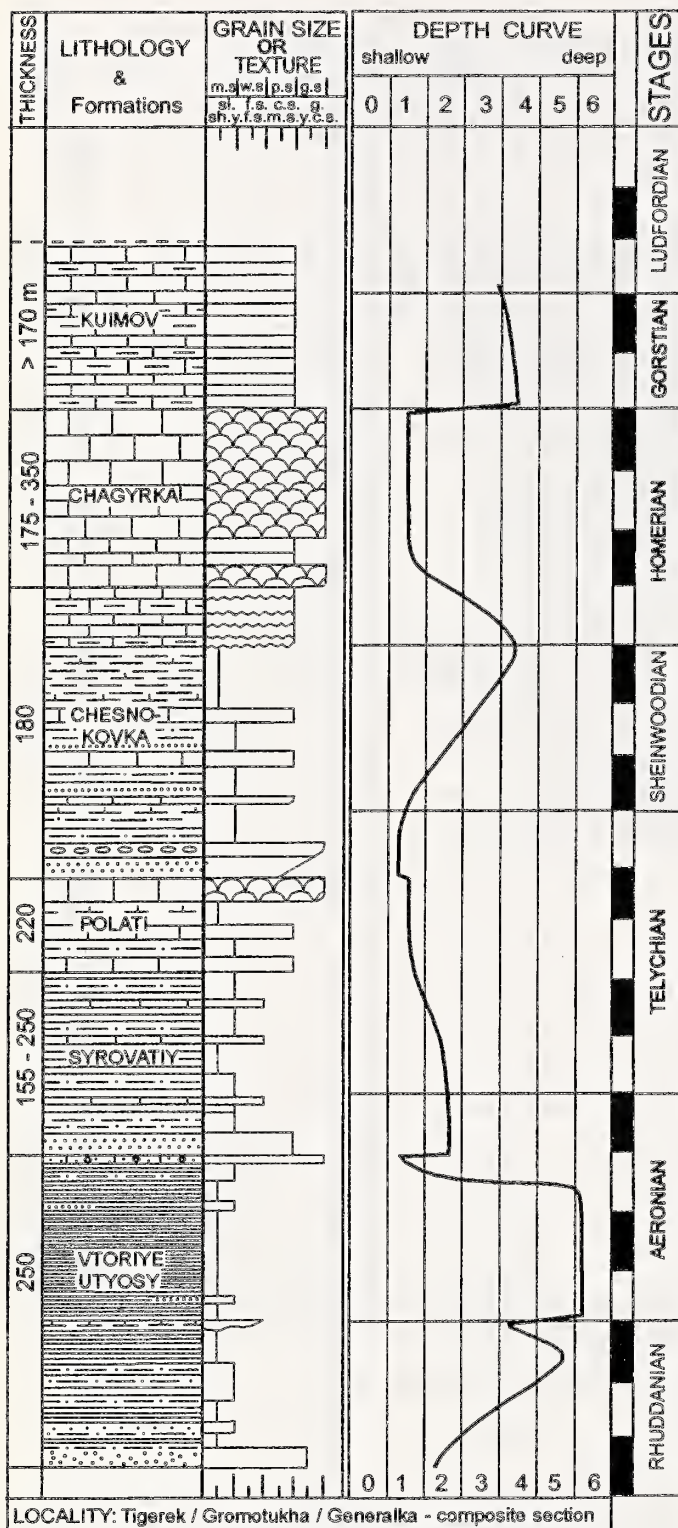 THICKNESS
LITHOLOGY
&
Formations
GRAIN SIZE
OR
TEXTURE
m.s w.s p.s g.s
st. f.s. c.s. g.
sh.y.f.s.m.s.y.c.s.
DEPTH CURVE
shallow deep
0 1 2 3 4 5 6
STAGES
LUDFORDIAN
> 170 m
KUIMOV
GORSTIAN
175 - 350
CHAGYRKA
HOMERIAN
180
CHESNO-
KOVKA
SHEINWOODIAN
220
POLATI
TELYCHIAN
155 - 250
SYROVATIY
250
VTORIYE
UTYOSY
AERONIAN
RHUDDANIAN
0 1 2 3 4 5 6
LOCALITY: Tigerek / Gromotukha / Generalka - composite section